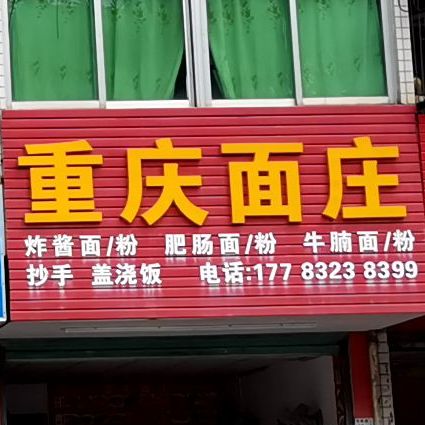 重庆面庄
炸酱面/粉 肥肠面/粉 牛腩面/粉
抄手 盖浇饭 电话:177 8323 8399